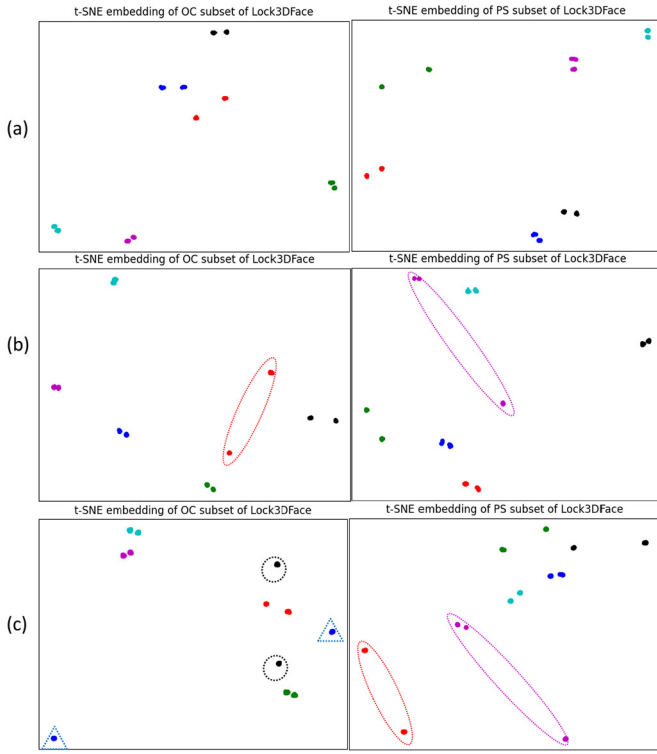 t-SNE embedding of OC subset of Lock3DFace
t-SNE embedding of PS subset of Lock3DFace
(a)
t-SNE embedding of OC subset of Lock3DFace
t-SNE embedding of PS subset of Lock3DFace
(b)
t-SNE embedding of OC subset of Lock3DFace
t-SNE embedding of PS subset of Lock3DFace
(c)